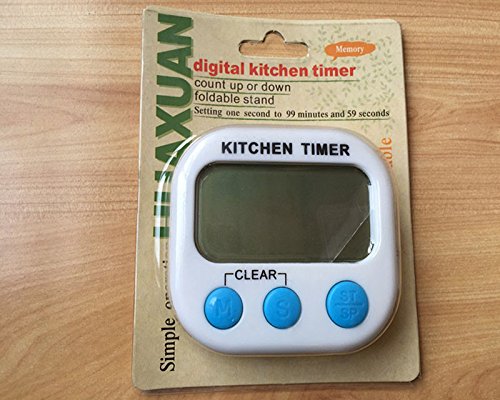 Memory
digital kitchen timer
count up or down
foldable stand
Setting one second to 99 minutes and 59 seconds
HUAXUAN
Simple
KITCHEN TIMER
CLEAR
M
S
ST
SP